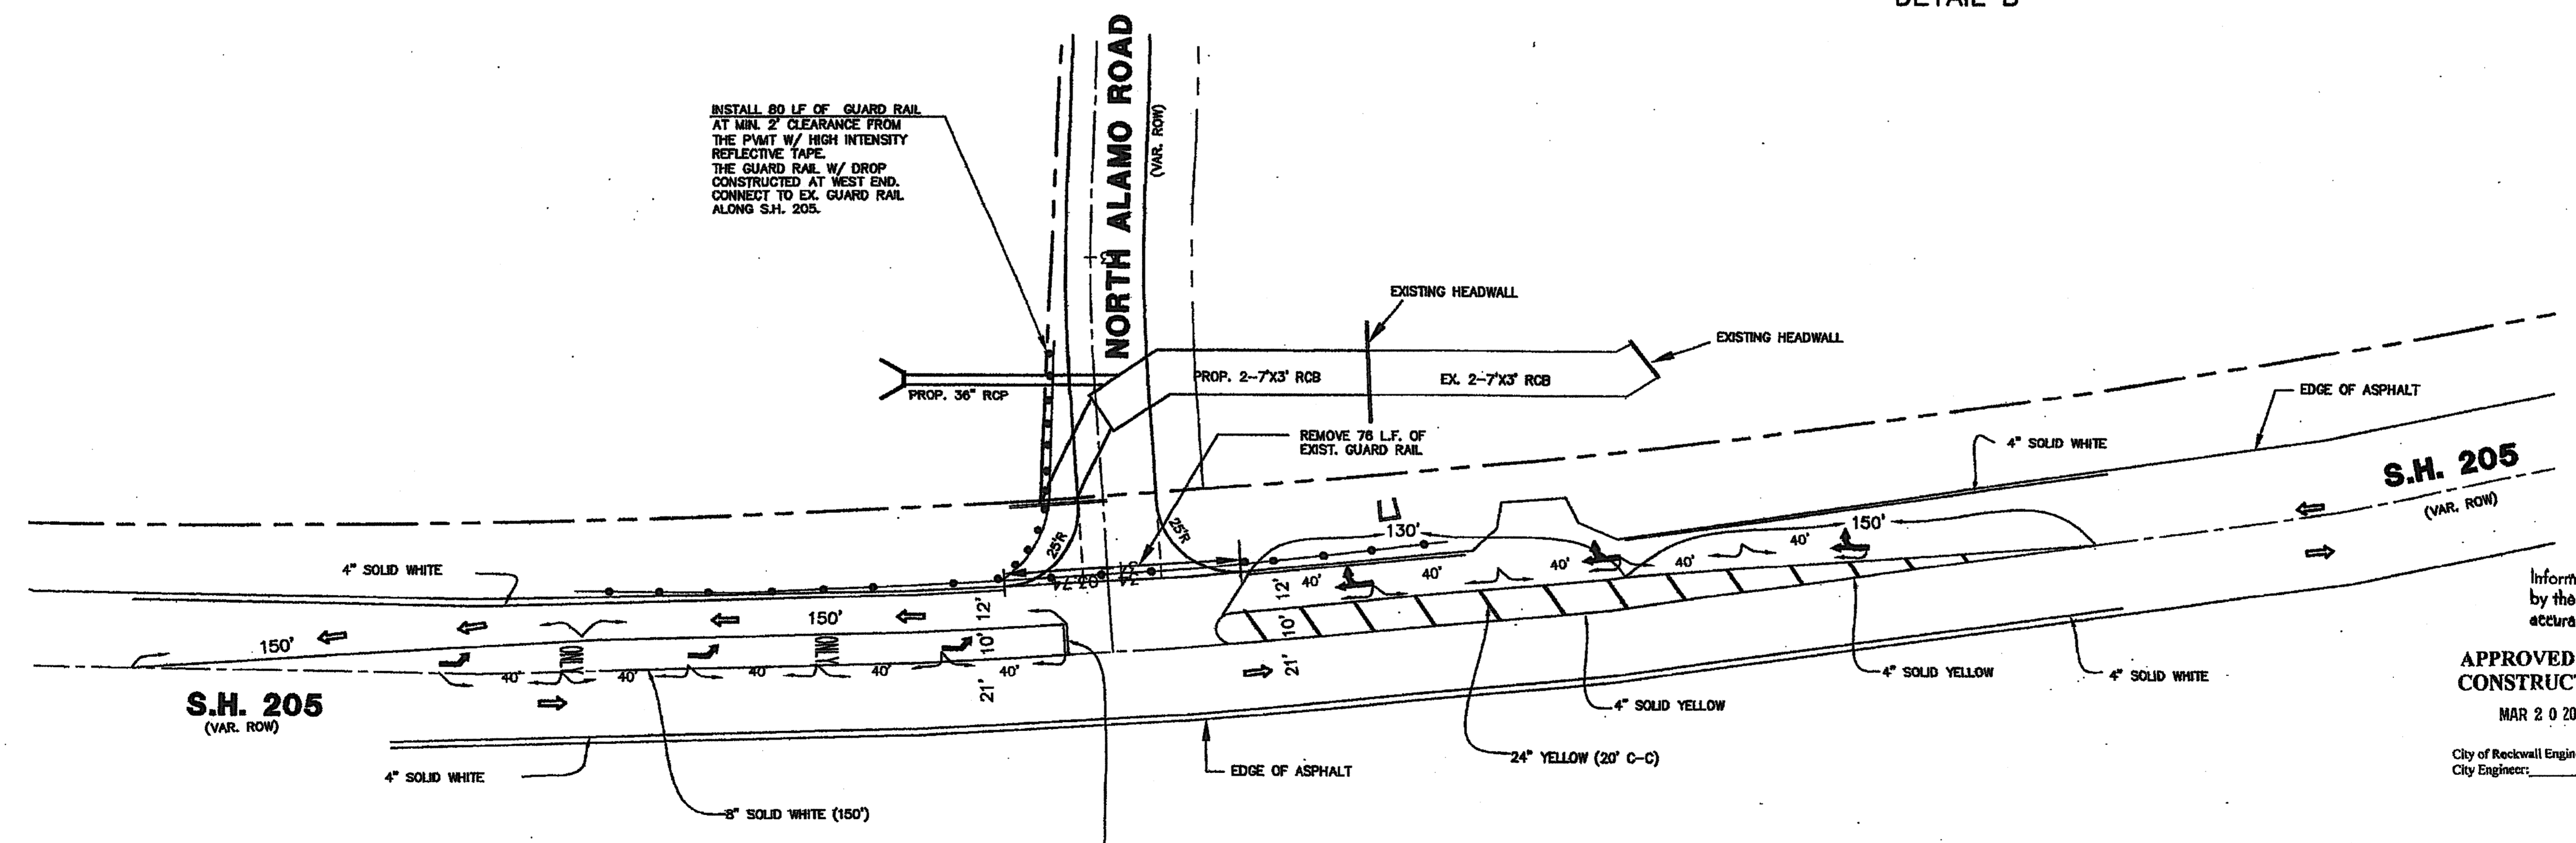 DETAIL B
NORTH ALAMO ROAD
(VAR. ROW)
INSTALL 80 LF OF GUARD RAIL
AT MIN. 2' CLEARANCE FROM
THE PVMT W/ HIGH INTENSITY
REFLECTIVE TAPE.
THE GUARD RAIL W/ DROP
CONSTRUCTED AT WEST END.
CONNECT TO EX. GUARD RAIL
ALONG S.H. 205.
EXISTING HEADWALL
EXISTING HEADWALL
PROP. 36" RCP
PROP. 2-7'X3' RCB
EX. 2-7'X3' RCB
EDGE OF ASPHALT
REMOVE 76 L.F. OF
EXIST. GUARD RAIL
4" SOLID WHITE
S.H. 205
(VAR. ROW)
25'R
25'R
130'
150'
40'
40'
40'
40'
40'
12'
10'
21'
4" SOLID WHITE
150'
150'
12'
10'
21'
ONLY
ONLY
40'
40'
40'
40'
40'
S.H. 205
(VAR. ROW)
4" SOLID WHITE
8" SOLID WHITE (150')
EDGE OF ASPHALT
24" YELLOW (20' C-C)
4" SOLID YELLOW
4" SOLID YELLOW
4" SOLID WHITE
by the
APPROVED
MAR 20 20
City of Rockwall
City Engineer: